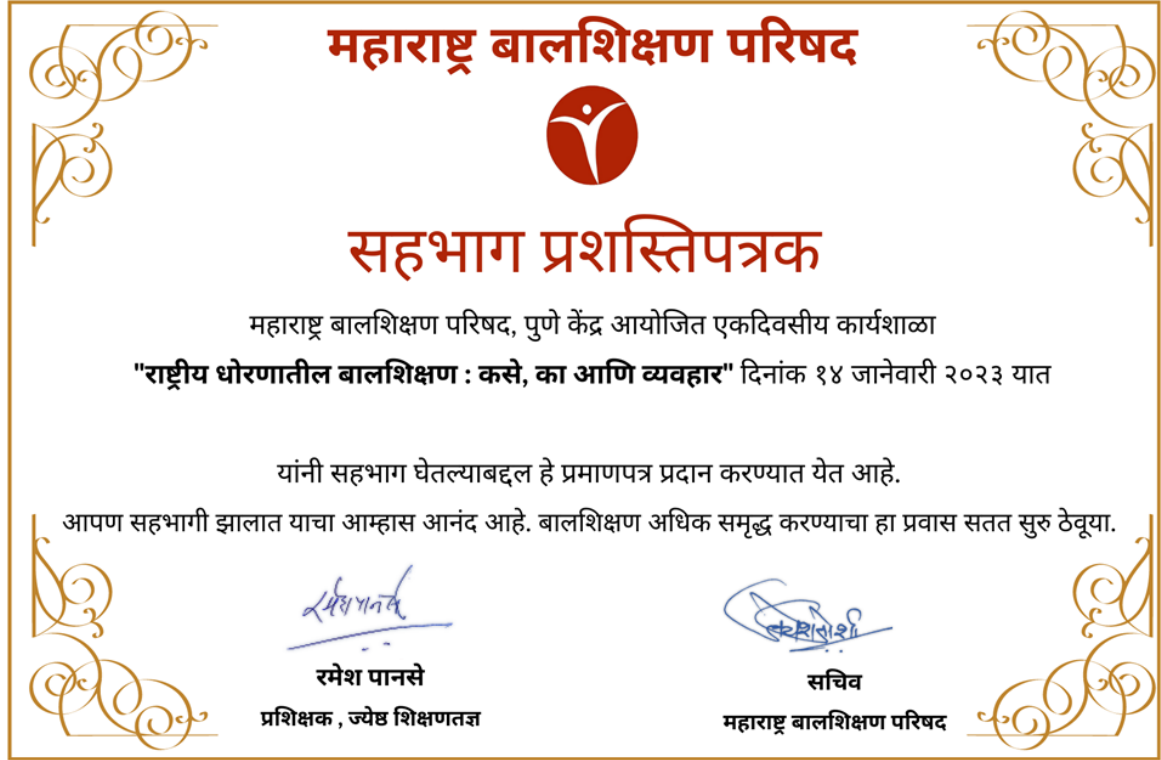 महाराष्ट्र बालशिक्षण परिषद
सहभाग प्रशस्तिपत्रक
महाराष्ट्र बालशिक्षण परिषद, पुणे केंद्र आयोजित एकदिवसीय कार्यशाळा
"राष्ट्रीय धोरणातील बालशिक्षण : कसे, का आणि व्यवहार" दिनांक १४ जानेवारी २०२३ यात
यांनी सहभाग घेतल्याबद्दल हे प्रमाणपत्र प्रदान करण्यात येत आहे.
आपण सहभागी झालात याचा आम्हास आनंद आहे. बालशिक्षण अधिक समृद्ध करण्याचा हा प्रवास सतत सुरु ठेवूया.
रमेश पानसे
प्रशिक्षक , ज्येष्ठ शिक्षणतज्ञ
सचिव
महाराष्ट्र बालशिक्षण परिषद